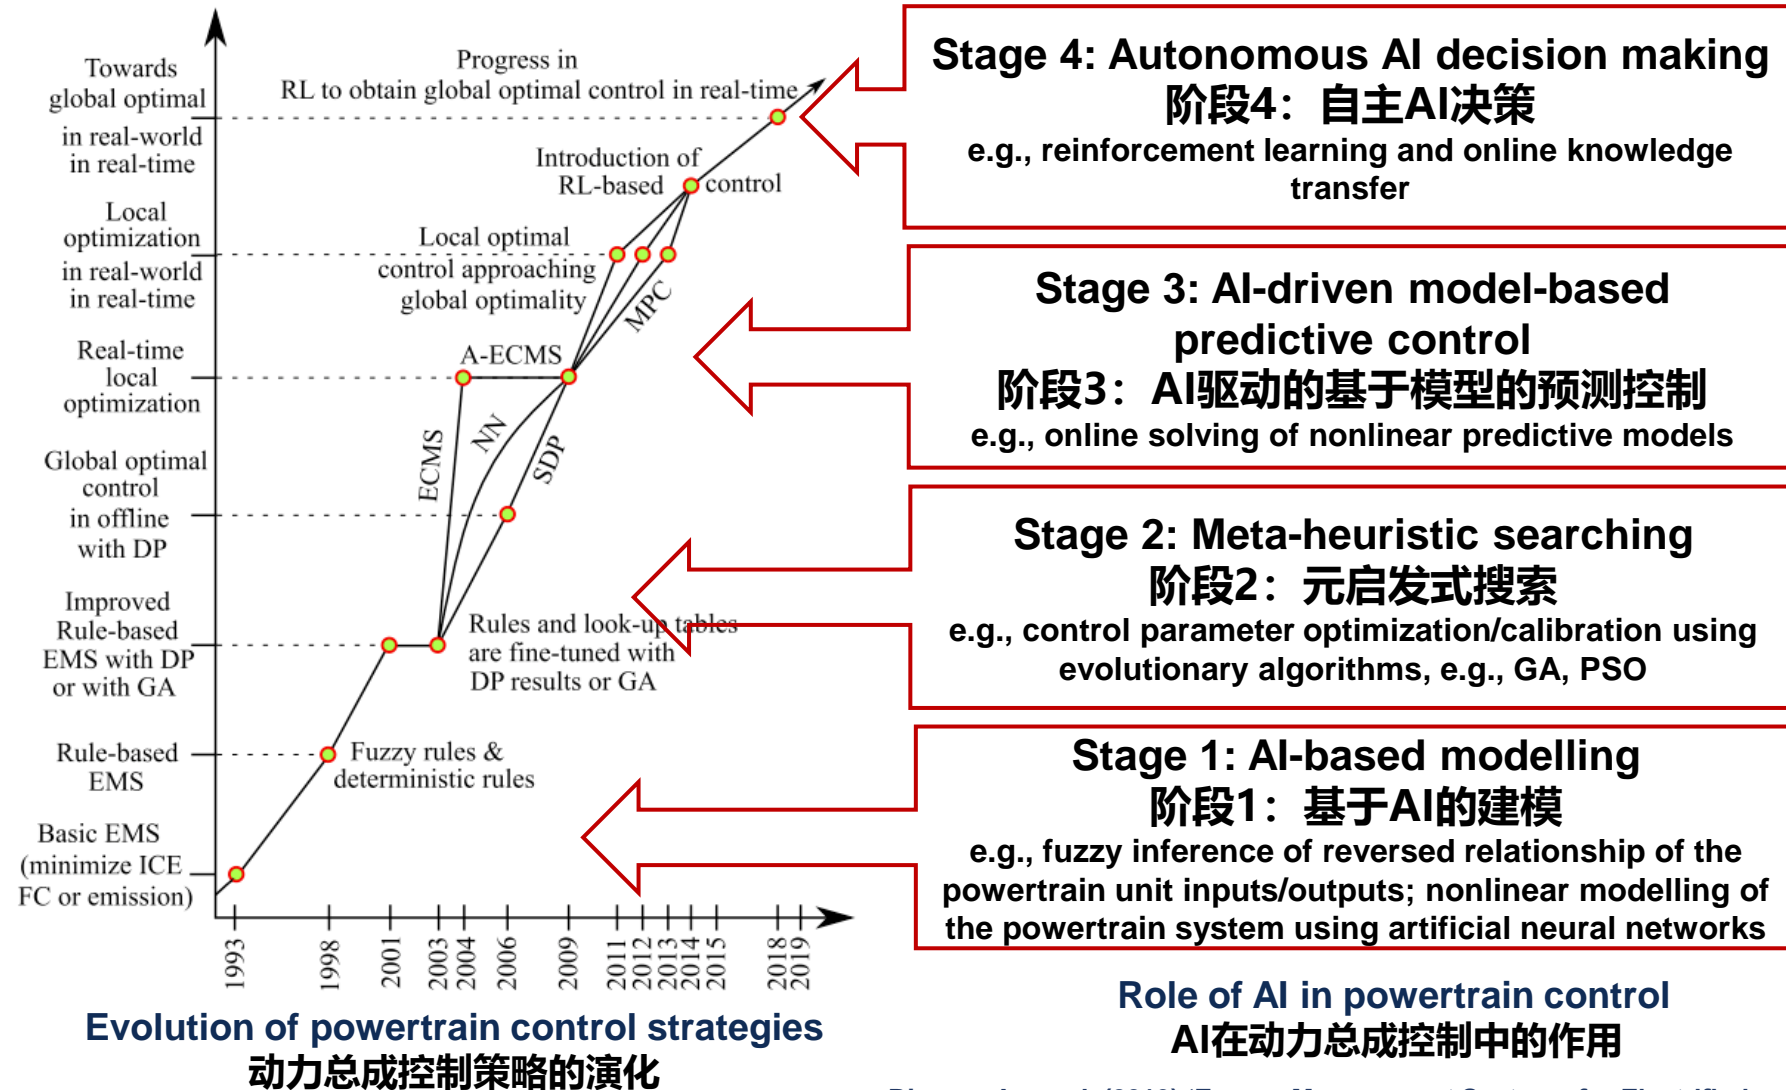 Towards
global optimal
in real-world
in real-time
Local
optimization
in real-world
in real-time
Real-time
local
optimization
Global optimal
control
in offline
with DP
Improved
Rule-based
EMS with DP
or with GA
Rule-based
EMS
Basic EMS
(minimize ICE
FC or emission)
Progress in
RL to obtain global optimal control in real-time
Introduction of
RL-based control
Local optimal
control approaching
global optimality
MPC
A-ECMS
ECMS
NN
SDP
Rules and look-up tables
are fine-tuned with
DP results or GA
Fuzzy rules &
deterministic rules
1993
1998
2001
2003
2004
2006
2009
2011
2012
2013
2014
2015
2018
2019
Evolution of powertrain control strategies
动力总成控制策略的演化
Stage 4: Autonomous AI decision making
阶段4：自主AI决策
e.g., reinforcement learning and online knowledge
transfer
Stage 3: AI-driven model-based
predictive control
阶段3：AI驱动的基于模型的预测控制
e.g., online solving of nonlinear predictive models
Stage 2: Meta-heuristic searching
阶段2：元启发式搜索
e.g., control parameter optimization/calibration using
evolutionary algorithms, e.g., GA, PSO
Stage 1: AI-based modelling
阶段1：基于AI的建模
e.g., fuzzy inference of reversed relationship of the
powertrain unit inputs/outputs; nonlinear modelling of
the powertrain system using artificial neural networks
Role of AI in powertrain control
AI在动力总成控制中的作用